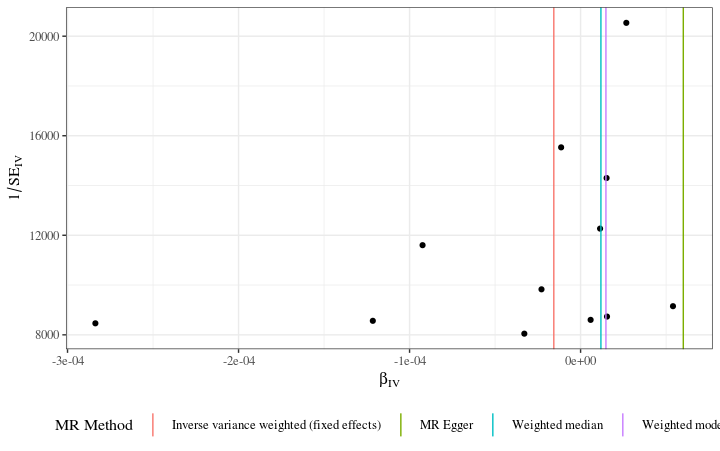 20000
16000
12000
8000
1/SE_IV
-3e-04 -2e-04 -1e-04 0e+00
β_IV
MR Method Inverse variance weighted (fixed effects) MR Egger Weighted median Weighted mode